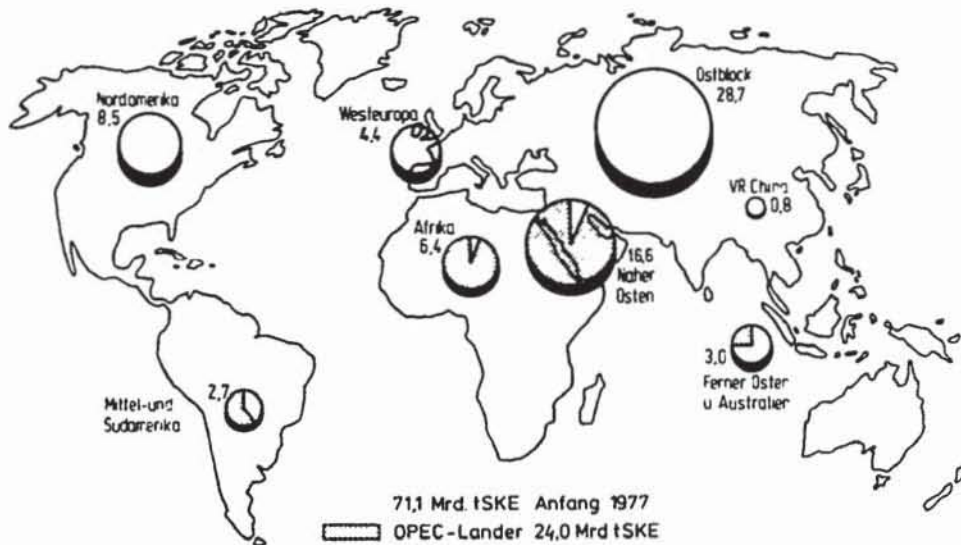 Nordamerika
8,5
Westeuropa
4,4
Ostblock
28,7
VR China
0,8
Afrika
6,4
16,6
Naher
Osten
3,0
Ferner Osten
u Australien
2,7
Mittel-und
Sudamerika
71,1 Mrd. tSKE Anfang 1977
OPEC-Lander 24,0 Mrd tSKE